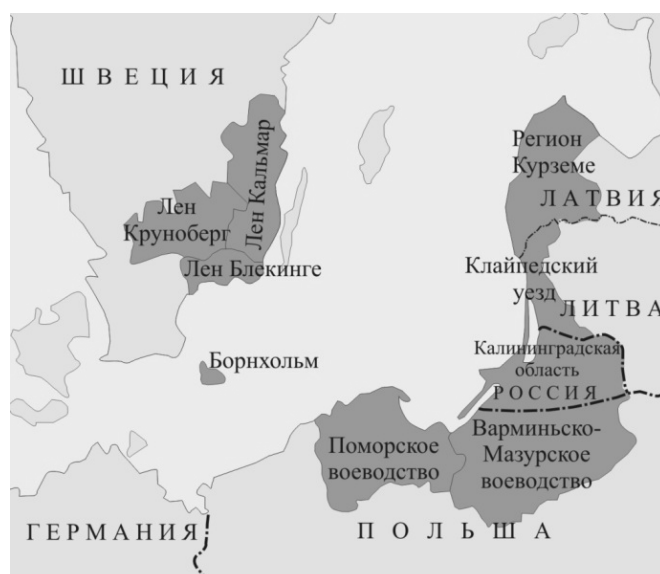 ШВЕЦИЯ
Лен Кальмар
Лен
Круноберг
Лен Блекинге
Регион
Курземе
ЛАТВИЯ
Клайпедский
уезд
ЛИТВА
Борнхольм
Калининградская
область
РОССИЯ
Поморское
воеводство
Варминьско-
Мазурское
воеводство
ГЕРМАНИЯ
ПОЛЬША